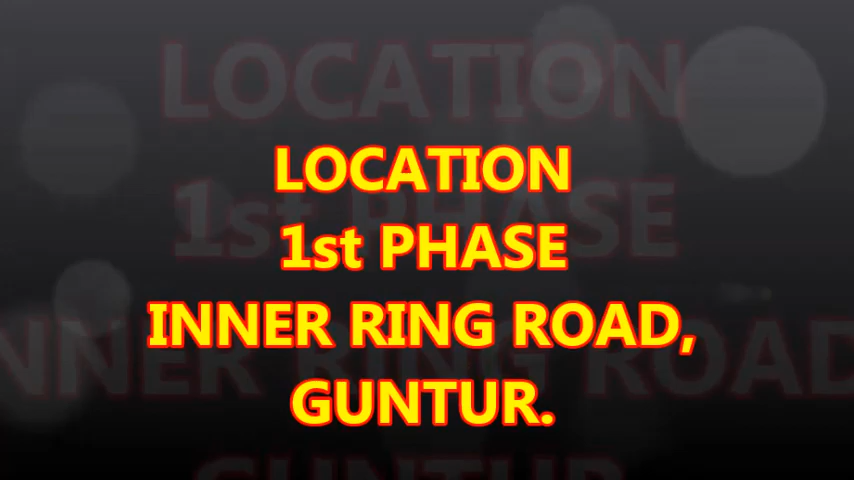 LOCATION
1st PHASE
INNER RING ROAD,
GUNTUR.